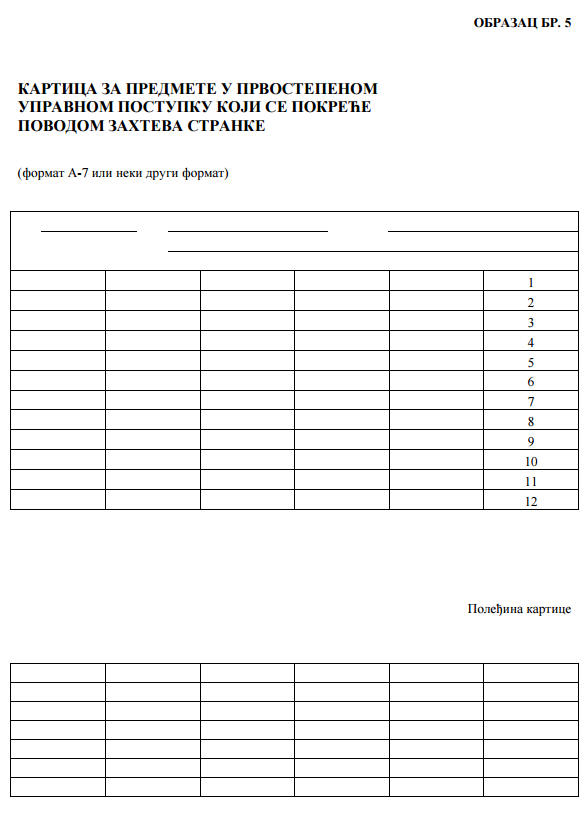 ОБРАЗАЦ БР. 5
КАРТИЦА ЗА ПРЕДМЕТЕ У ПРВОСТЕПЕНОМ
УПРАВНОМ ПОСТУПКУ КОЈИ СЕ ПОКРЕЋЕ
ПОВОДОМ ЗАХТЕВА СТРАНКЕ
(формат А-7 или неки други формат)
1
2
3
4
5
6
7
8
9
10
11
12
Полеђина картице